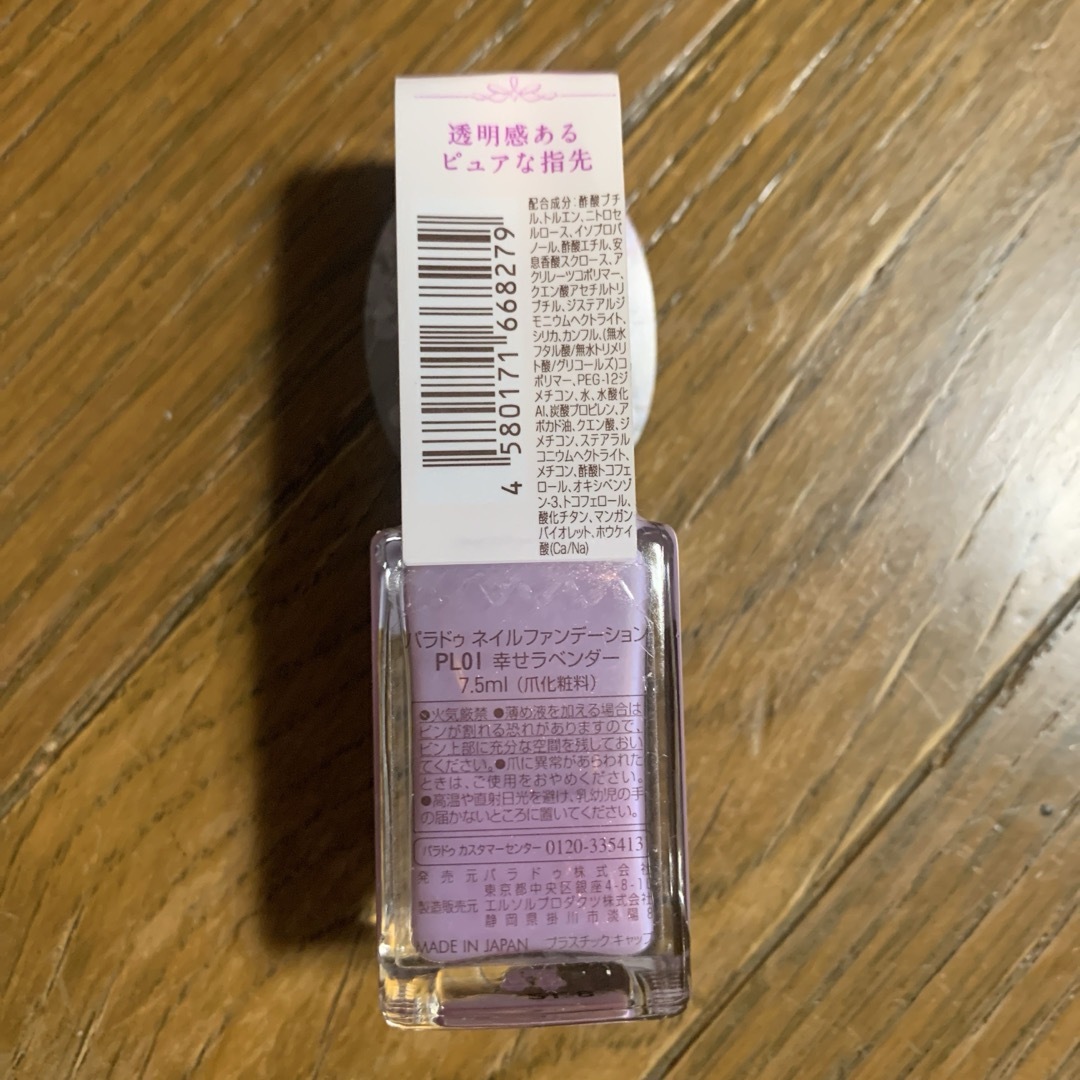 透明感ある
ピュアな指先
4 580171 668279
配合成分:酢酸ブチ
ル、トルエン、ニトロセ
ルロース、イソプロパ
ノール、酢酸エチル、安
息香酸スクロース、ア
クリレーツコポリマー、
クエン酸アセチルトリ
ブチル、ジステアルジ
モニウムヘクトライト、
シリカ、カンフル、(無水
フタル酸/無水トリメリ
ト酸/グリコールズ)コ
ポリマー、PEG-12ジ
メチコン、水、水酸化
Al、炭酸プロピレン、ア
ボカド油、クエン酸、ジ
メチコン、ステアラル
コニウムヘクトライト、
メチコン、酢酸トコフェ
ロール、オキシベンゾ
ン-3、トコフェロール、
酸化チタン、マンガン
バイオレット、ホウケイ
酸(Ca/Na)
パラドゥ ネイルファンデーション
PL01 幸せラベンダー
7.5ml (爪化粧料)
●火気厳禁 ●薄め液を加える場合は
ビンが割れる恐れがありますので、
ビン上部に充分な空間を残しておい
てください。●爪に異常があらわれた
ときは、ご使用をおやめください。
●高温や直射日光を避け、乳幼児の手
の届かないところに置いてください。
パラドゥ カスタマーセンター 0120-335413
発売元 パラドゥ株式会社
東京都中央区銀座4-8-1
製造販売元 エルソルプロダクツ株式会
静岡県掛川市淡陽8
MADE IN JAPAN プラスチック キャップ